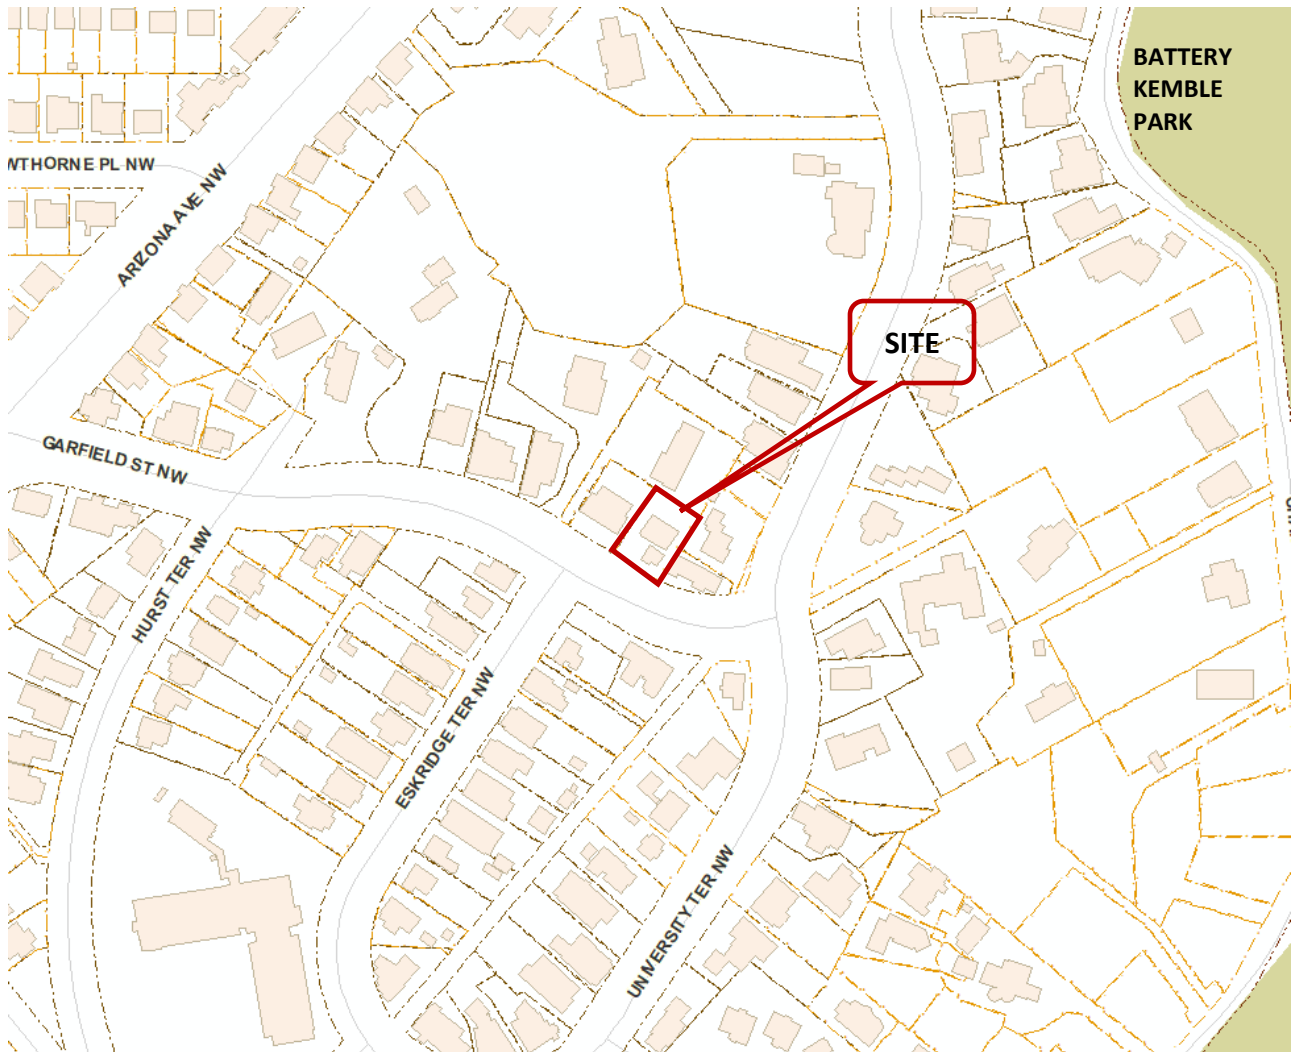 BATTERY
KEMBLE
PARK
WTHORNE PL NW
ARIZONA AVE NW
SITE
GARFIELD ST NW
HURST TER NW
ESKRIDGE TER NW
UNIVERSITY TER NW